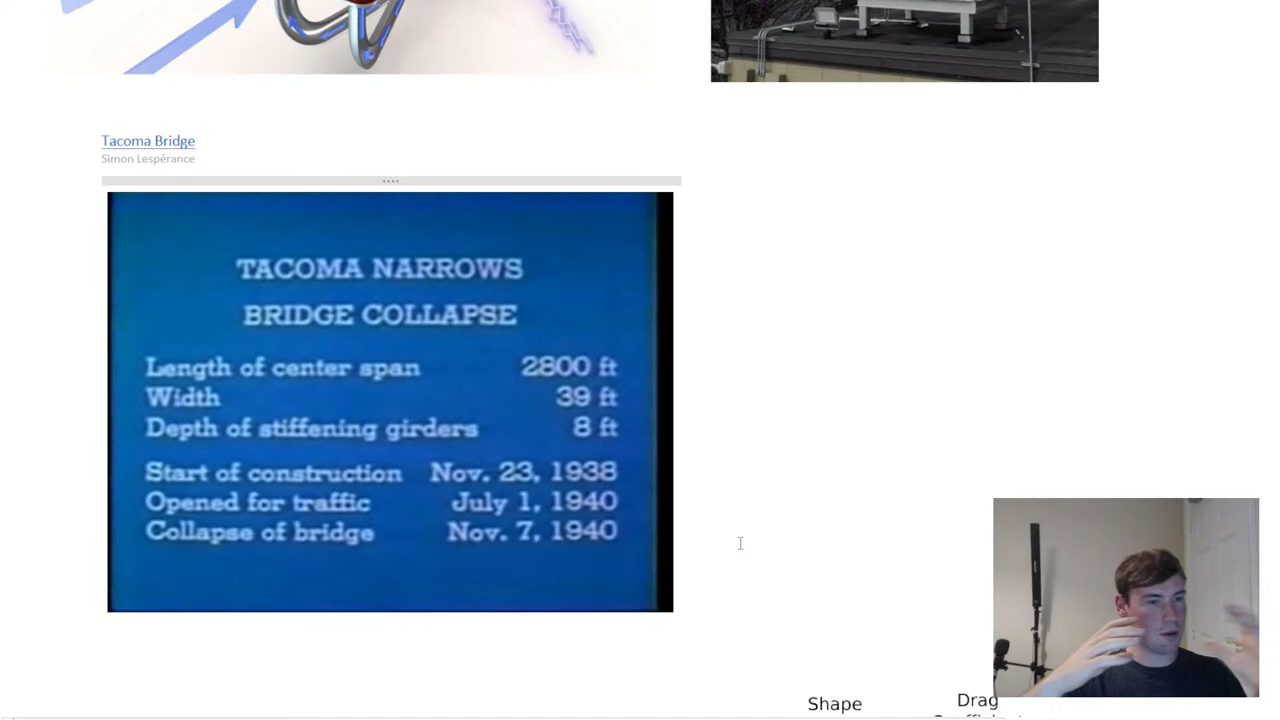 Tacoma Bridge
Simon Lespérance
TACOMA NARROWS
BRIDGE COLLAPSE
Length of center span 2800 ft
Width 39 ft
Depth of stiffening girders 8 ft
Start of construction Nov. 23, 1938
Opened for traffic July 1, 1940
Collapse of bridge Nov. 7, 1940
Shape Drag